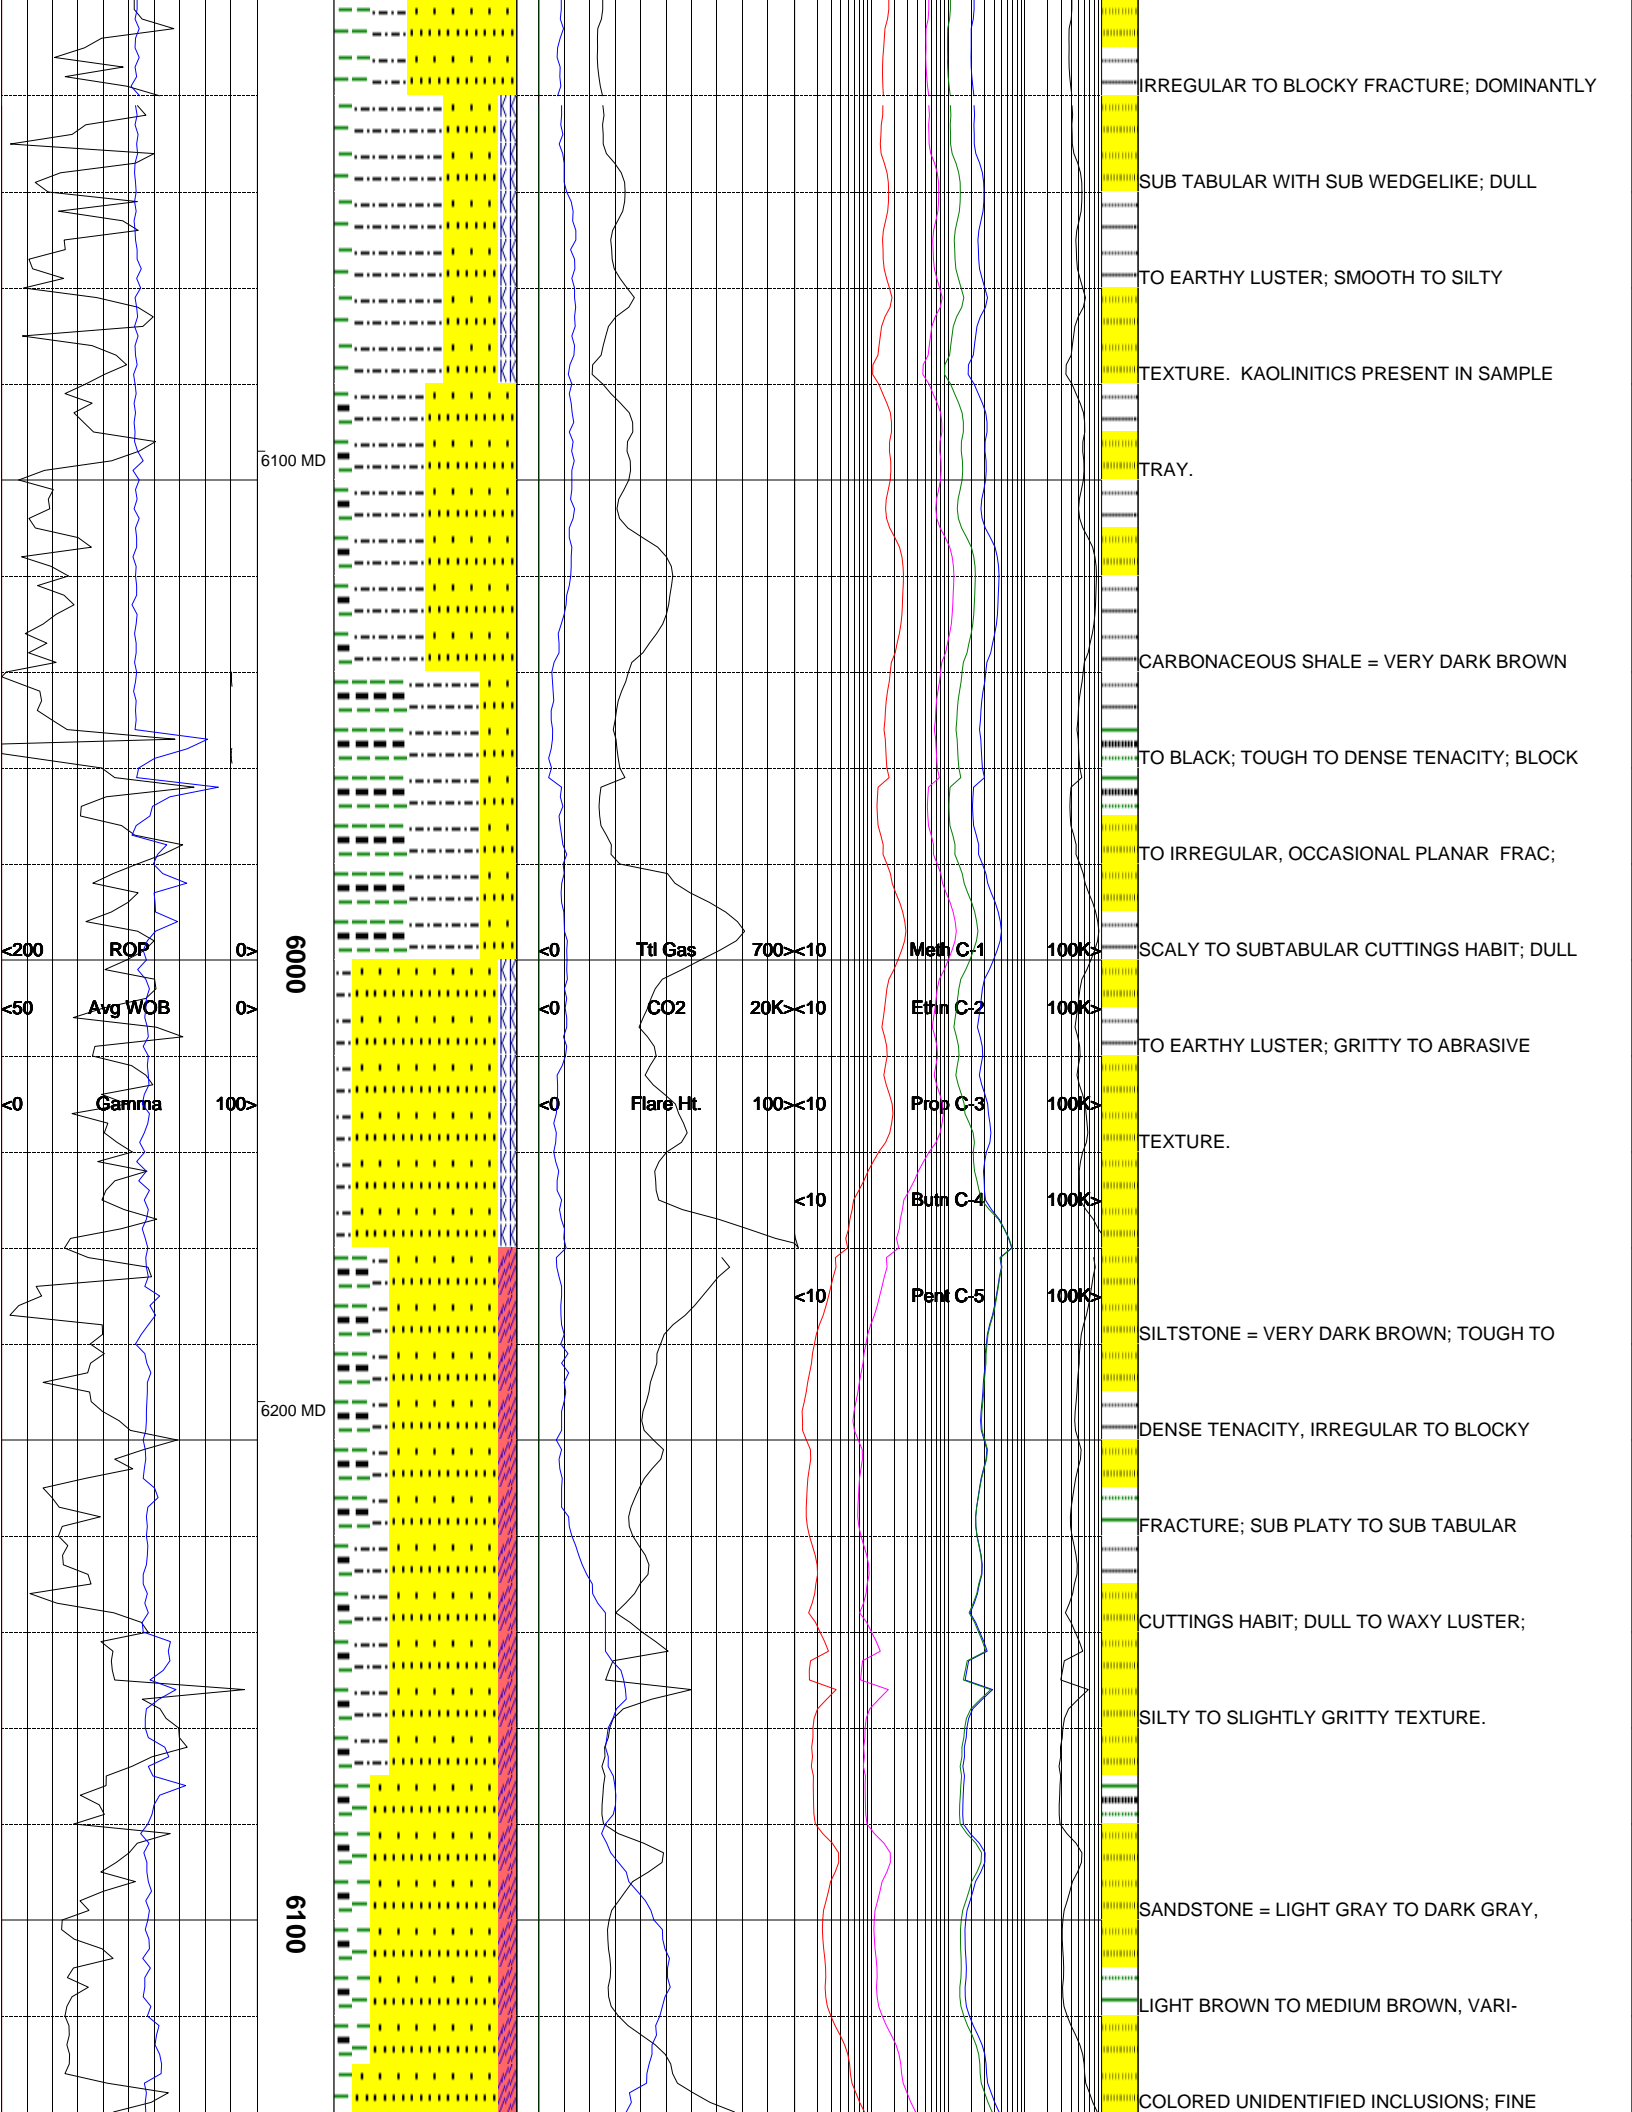 IRREGULAR TO BLOCKY FRACTURE; DOMINANTLY
SUB TABULAR WITH SUB WEDGELIKE; DULL
TO EARTHY LUSTER; SMOOTH TO SILTY
TEXTURE.  KAOLINITICS PRESENT IN SAMPLE
6100 MD
TRAY.
CARBONACEOUS SHALE = VERY DARK BROWN
TO BLACK; TOUGH TO DENSE TENACITY; BLOCK
TO IRREGULAR, OCCASIONAL PLANAR  FRAC;
<200 ROP 0> 6000 <0 Ttl Gas 700> <10 Meth C-1 100K>
SCALY TO SUBTABULAR CUTTINGS HABIT; DULL
<50 Avg WOB 0> <0 CO2 20K> <10 Ethn C-2 100K>
TO EARTHY LUSTER; GRITTY TO ABRASIVE
<0 Gamma 100> <0 Flare Ht. 100> <10 Prop C-3 100K>
TEXTURE.
<10 Butn C-4 100K>
<10 Pent C-5 100K>
SILTSTONE = VERY DARK BROWN; TOUGH TO
6200 MD
DENSE TENACITY, IRREGULAR TO BLOCKY
FRACTURE; SUB PLATY TO SUB TABULAR
CUTTINGS HABIT; DULL TO WAXY LUSTER;
SILTY TO SLIGHTLY GRITTY TEXTURE.
6100
SANDSTONE = LIGHT GRAY TO DARK GRAY,
LIGHT BROWN TO MEDIUM BROWN, VARI-
COLORED UNIDENTIFIED INCLUSIONS; FINE